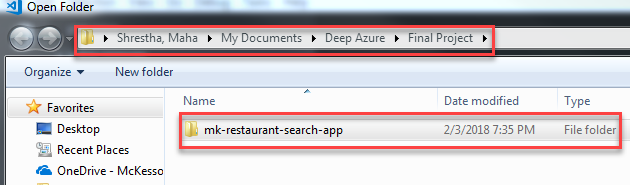 Open Folder
Shrestha, Maha My Documents Deep Azure Final Project
Organize New folder
Favorites
Desktop
Recent Places
OneDrive - McKesso
Name Date modified Type
mk-restaurant-search-app 2/3/2018 7:35 PM File folder